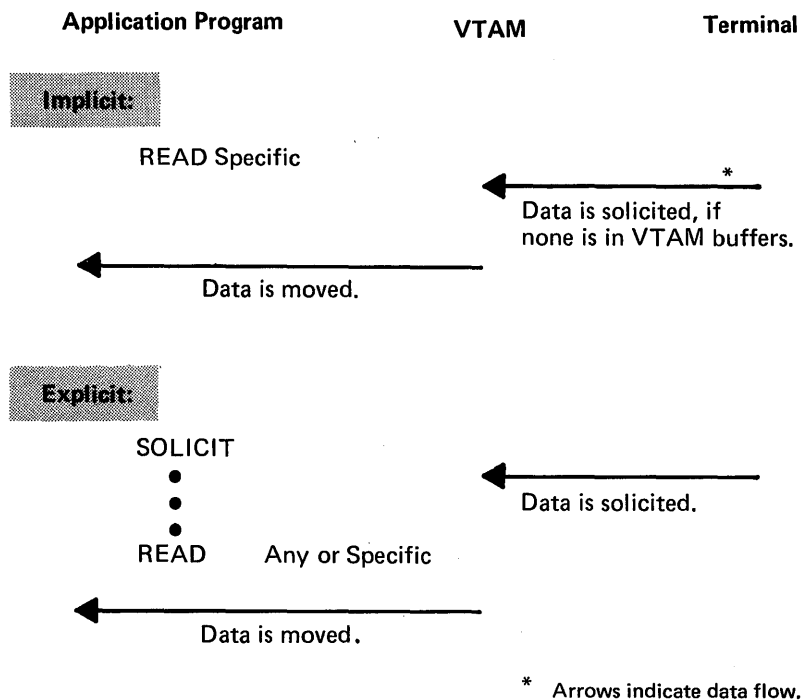 Application Program VTAM Terminal
Implicit:
READ Specific
*
Data is solicited, if
none is in VTAM buffers.
Data is moved.
Explicit:
SOLICIT
Data is solicited.
READ Any or Specific
Data is moved.
* Arrows indicate data flow.